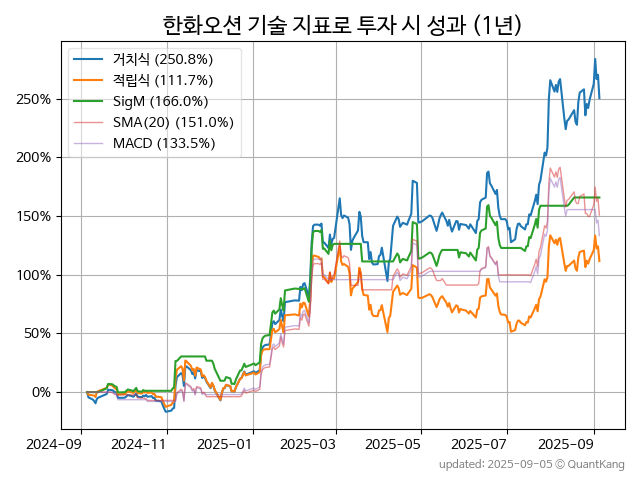 한화오션 기술 지표로 투자 시 성과 (1년)
거치식 (250.8%)
적립식 (111.7%)
SigM (166.0%)
SMA(20) (151.0%)
MACD (133.5%)
250%
200%
150%
100%
50%
0%
2024-09 2024-11 2025-01 2025-03 2025-05 2025-07 2025-09
updated: 2025-09-05 © QuantKang